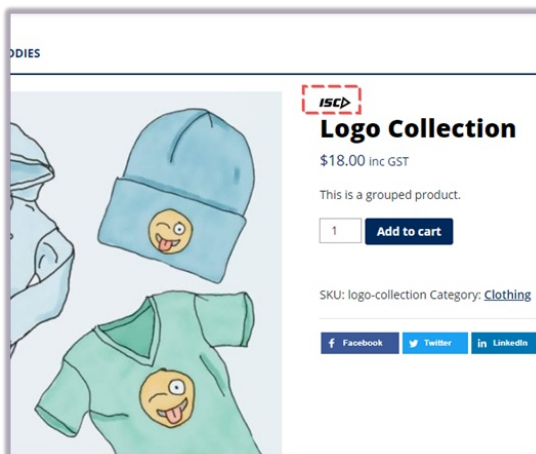 ODIES
ISC
Logo Collection
$18.00 inc GST
This is a grouped product.
1
Add to cart
SKU: logo-collection Category: Clothing
Facebook
Twitter
LinkedIn